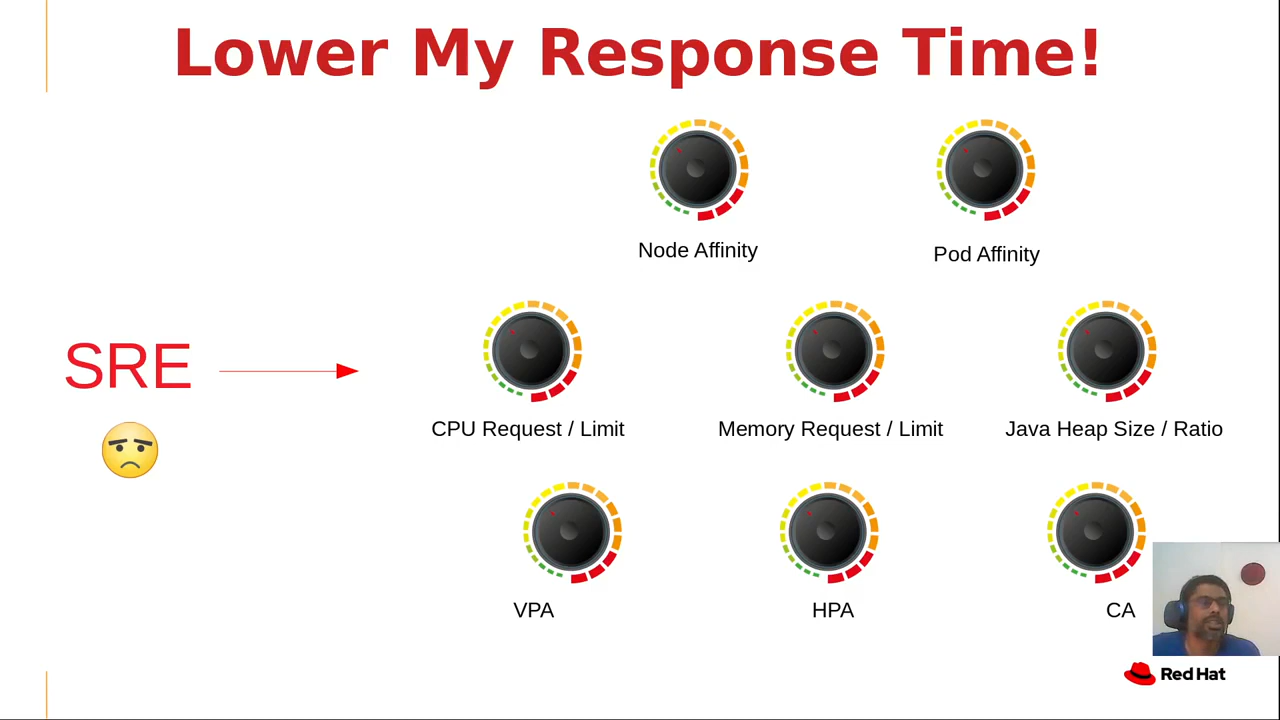 Lower My Response Time!
Node Affinity
Pod Affinity
SRE
CPU Request / Limit
Memory Request / Limit
Java Heap Size / Ratio
VPA
HPA
CA
Red Hat